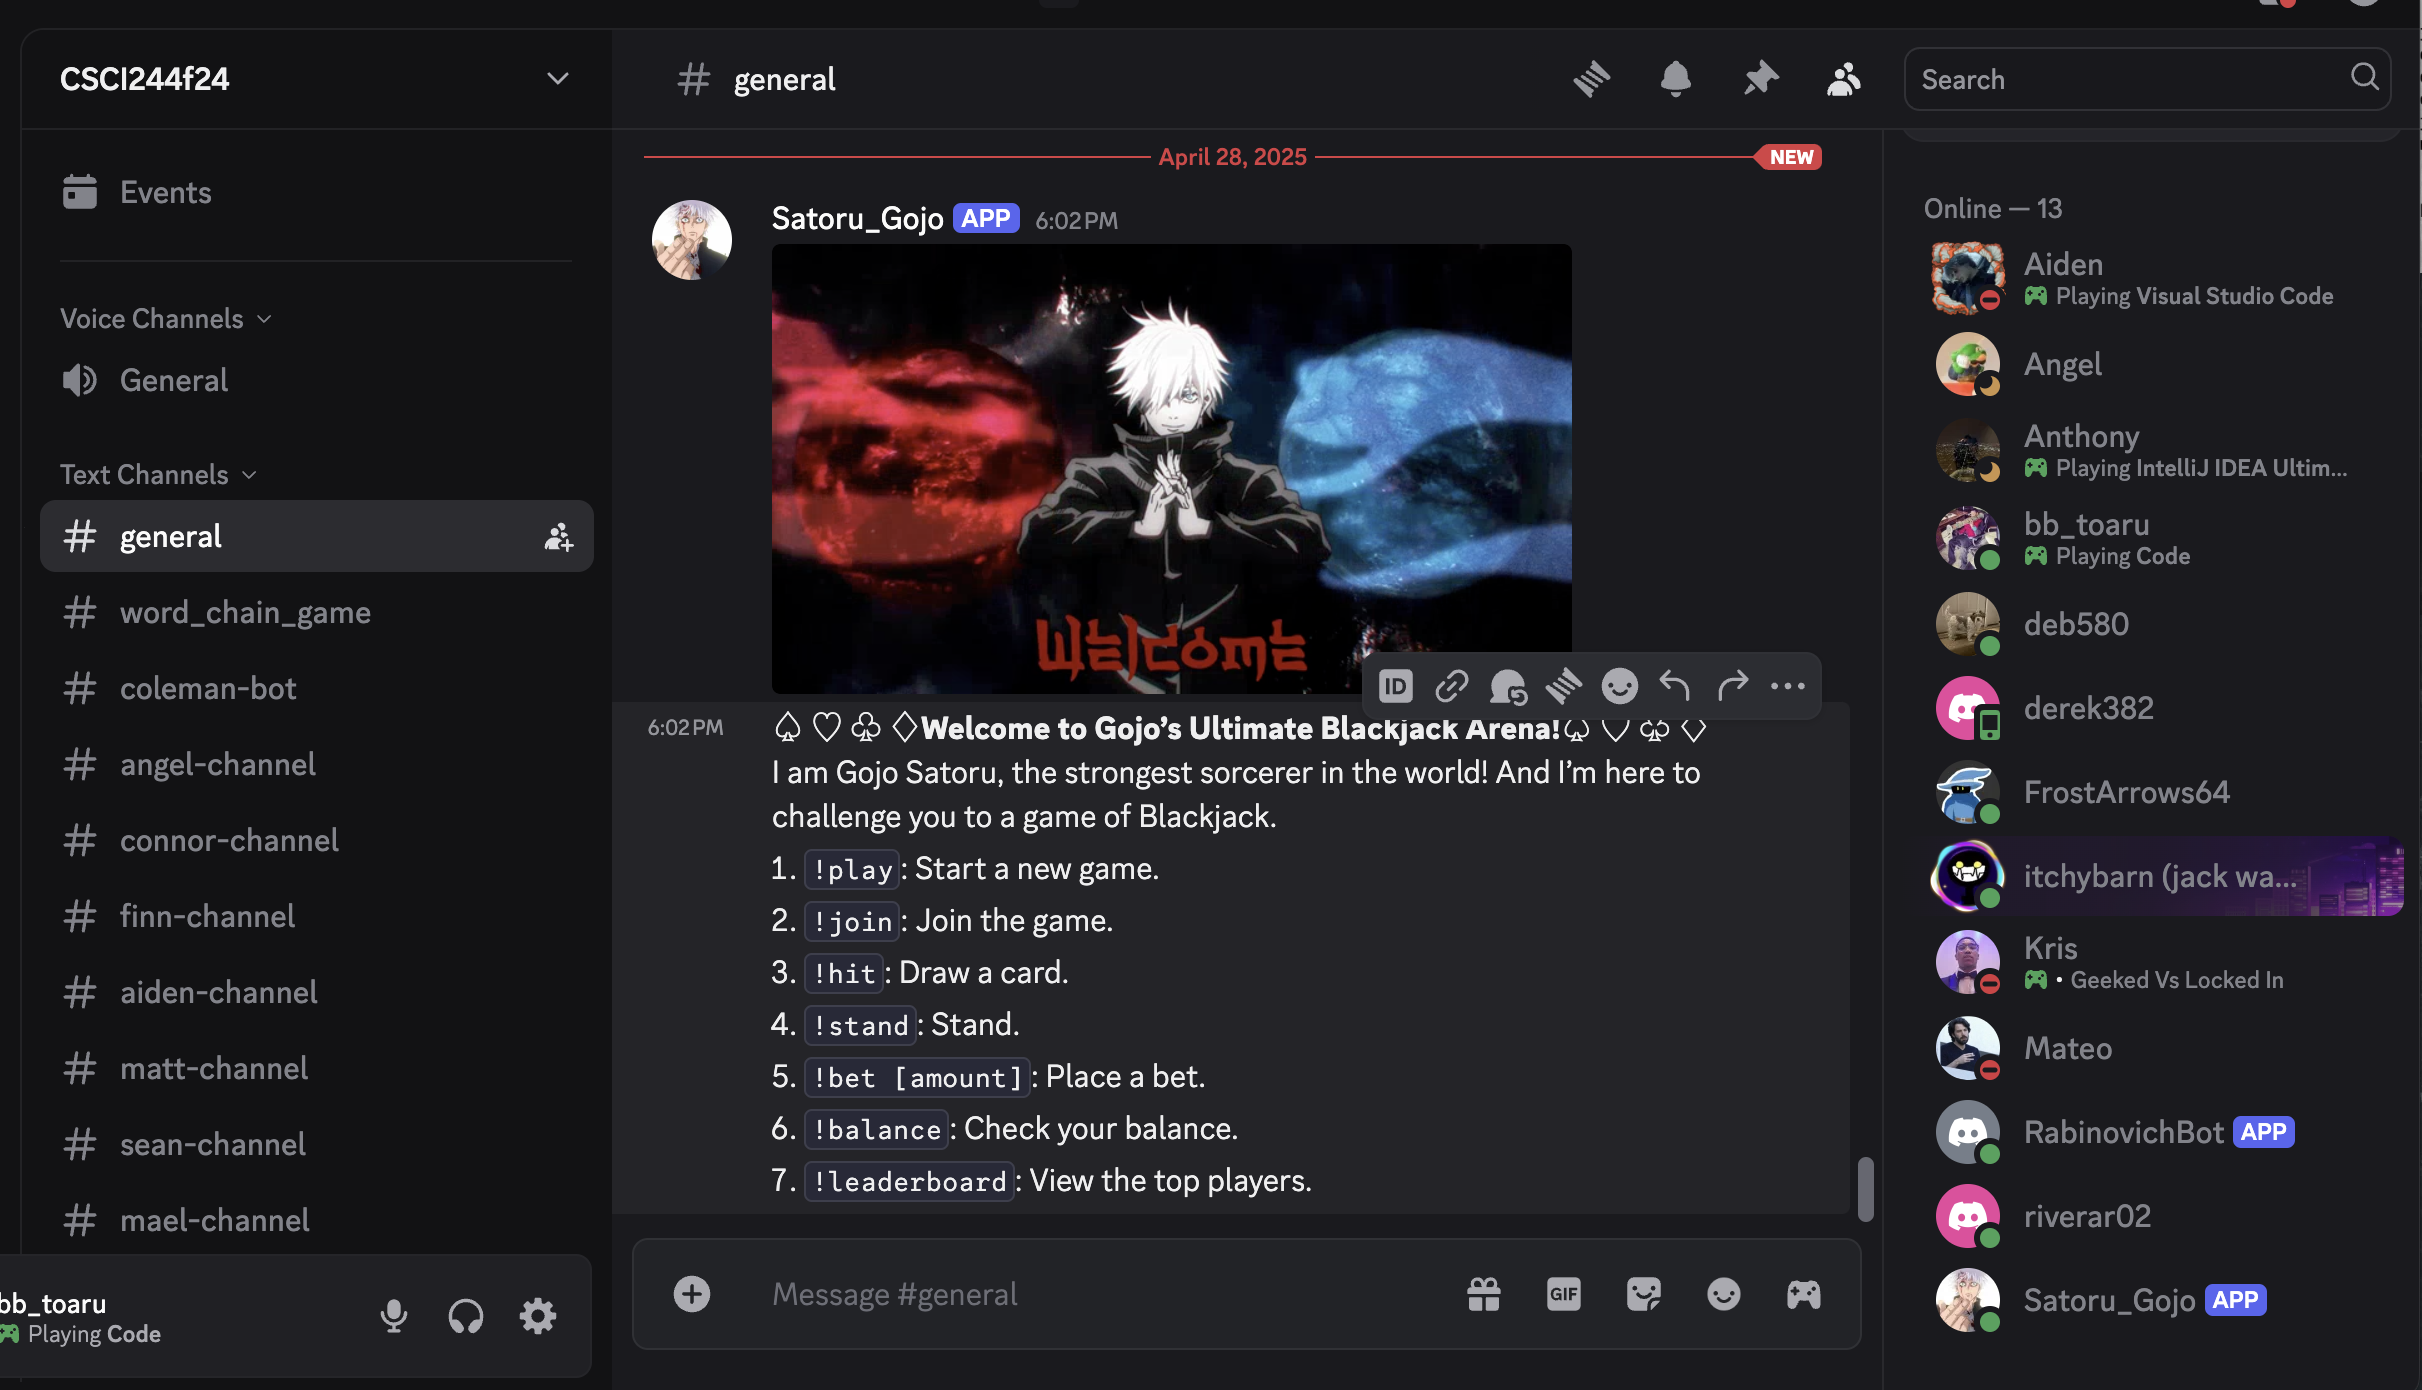 CSCI244f24
Events
Voice Channels
General
Text Channels
general
word_chain_game
coleman-bot
angel-channel
connor-channel
finn-channel
aiden-channel
matt-channel
sean-channel
mael-channel
bb_toaru
Playing Code
general
Search
April 28, 2025
NEW
Satoru_Gojo APP 6:02 PM
Welcome
ID
6:02 PM
♤ ♡ ♧ ♢Welcome to Gojo’s Ultimate Blackjack Arena!♤ ♡ ♧ ♢
I am Gojo Satoru, the strongest sorcerer in the world! And I’m here to
challenge you to a game of Blackjack.
1. !play: Start a new game.
2. !join: Join the game.
3. !hit: Draw a card.
4. !stand: Stand.
5. !bet [amount]: Place a bet.
6. !balance: Check your balance.
7. !leaderboard: View the top players.
Message #general
GIF
Online — 13
Aiden
Playing Visual Studio Code
Angel
Anthony
Playing IntelliJ IDEA Ultim...
bb_toaru
Playing Code
deb580
derek382
FrostArrows64
itchybarn (jack wa...
Kris
• Geeked Vs Locked In
Mateo
RabinovichBot APP
riverar02
Satoru_Gojo APP